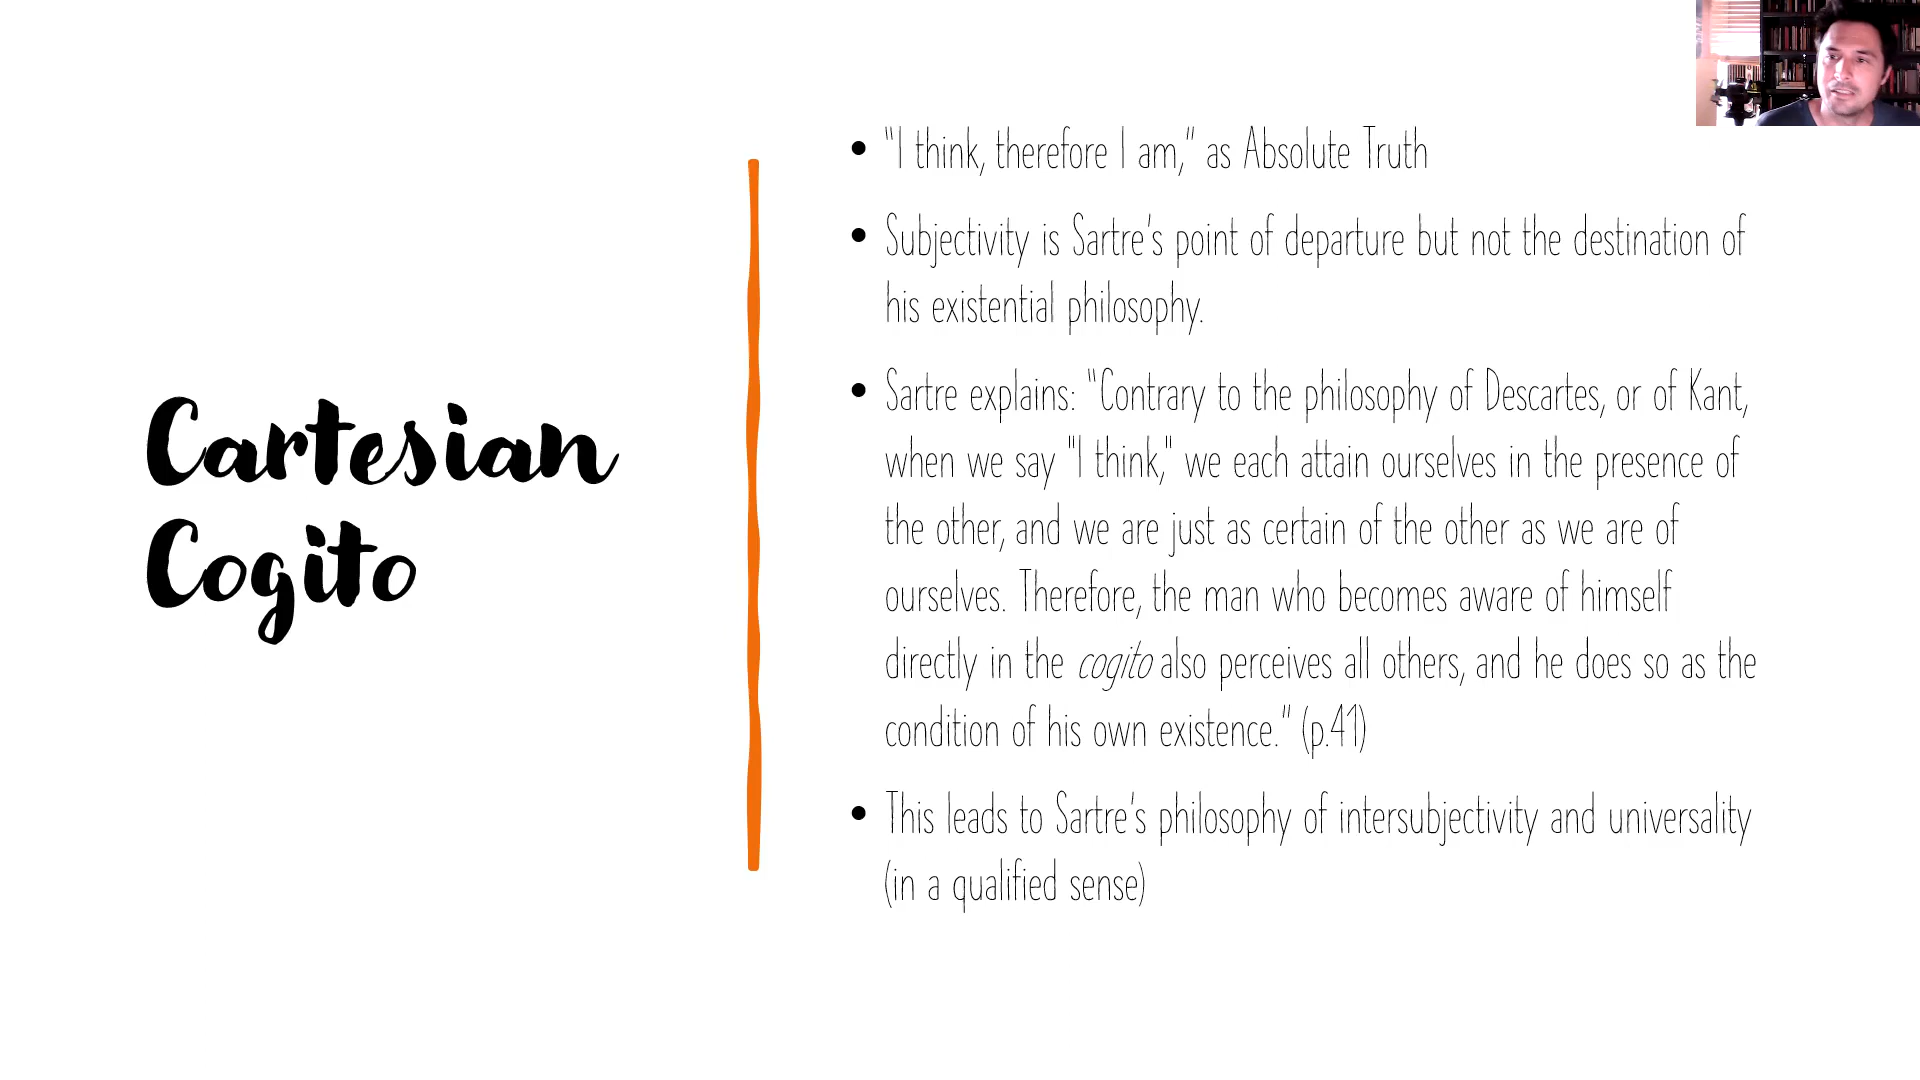 Cartesian
Cogito
• "I think, therefore I am," as Absolute Truth
• Subjectivity is Sartre's point of departure but not the destination of
his existential philosophy.
• Sartre explains: "Contrary to the philosophy of Descartes, or of Kant,
when we say "I think," we each attain ourselves in the presence of
the other, and we are just as certain of the other as we are of
ourselves. Therefore, the man who becomes aware of himself
directly in the cogito also perceives all others, and he does so as the
condition of his own existence." (p.41)
• This leads to Sartre's philosophy of intersubjectivity and universality
(in a qualified sense)